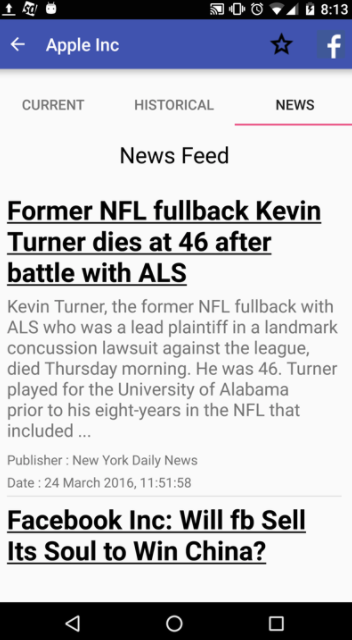 8:13
Apple Inc
f
CURRENT HISTORICAL NEWS
News Feed
Former NFL fullback Kevin
Turner dies at 46 after
battle with ALS
Kevin Turner, the former NFL fullback with
ALS who was a lead plaintiff in a landmark
concussion lawsuit against the league,
died Thursday morning. He was 46. Turner
played for the University of Alabama
prior to his eight-years in the NFL that
included ...
Publisher : New York Daily News
Date : 24 March 2016, 11:51:58
Facebook Inc: Will fb Sell
Its Soul to Win China?